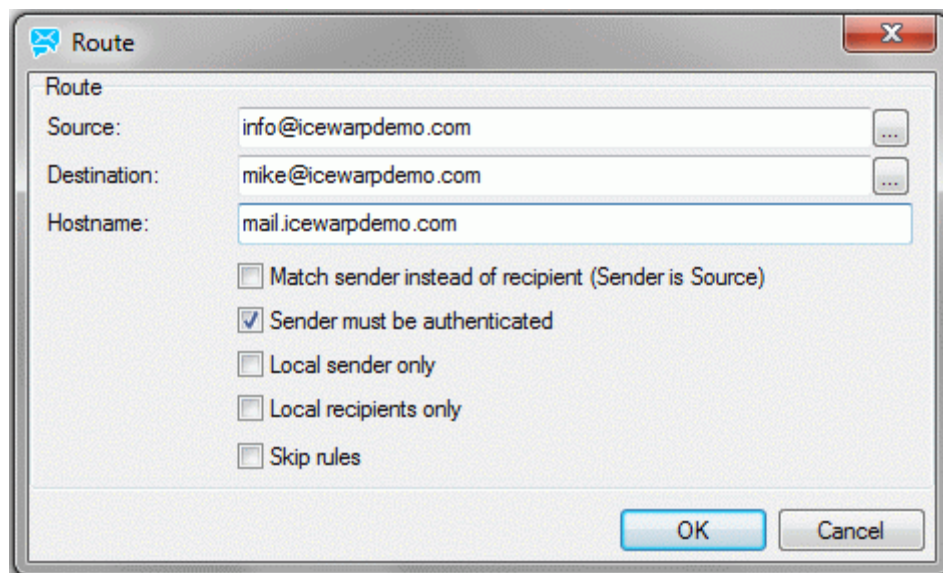 Route
Route
Source: info@icewarpdemo.com ...
Destination: mike@icewarpdemo.com ...
Hostname: mail.icewarpdemo.com
Match sender instead of recipient (Sender is Source)
Sender must be authenticated
Local sender only
Local recipients only
Skip rules
OK Cancel